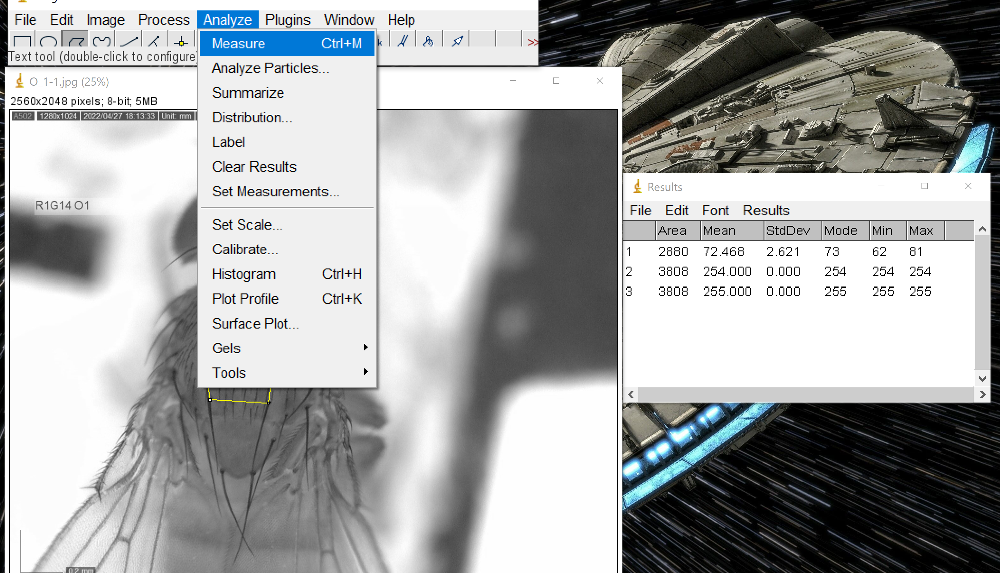 File Edit Image Process Analyze Plugins Window Help
Measure Ctrl+M
Text tool (double-click to configure)
Analyze Particles...
Summarize
Distribution...
Label
Clear Results
Set Measurements...
Set Scale...
Calibrate...
Histogram Ctrl+H
Plot Profile Ctrl+K
Surface Plot...
Gels
Tools
O_1-1.jpg (25%)
2560x2048 pixels; 8-bit; 5MB
A502 1280x1024 2022/04/27 18:13:33 Unit: mm
R1G14 O1
0.2 mm
Results
File Edit Font Results
Area Mean StdDev Mode Min Max
1 2880 72.468 2.621 73 62 81
2 3808 254.000 0.000 254 254 254
3 3808 255.000 0.000 255 255 255